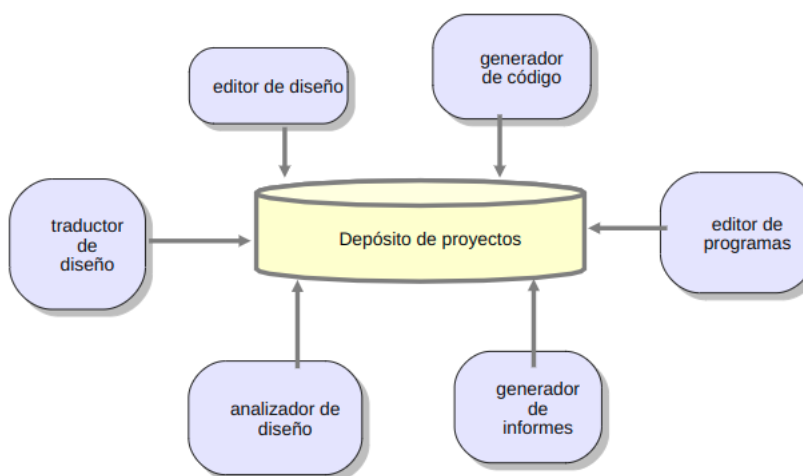 editor de diseño
generador
de código
traductor
de
diseño
Depósito de proyectos
editor de
programas
analizador de
diseño
generador
de
informes